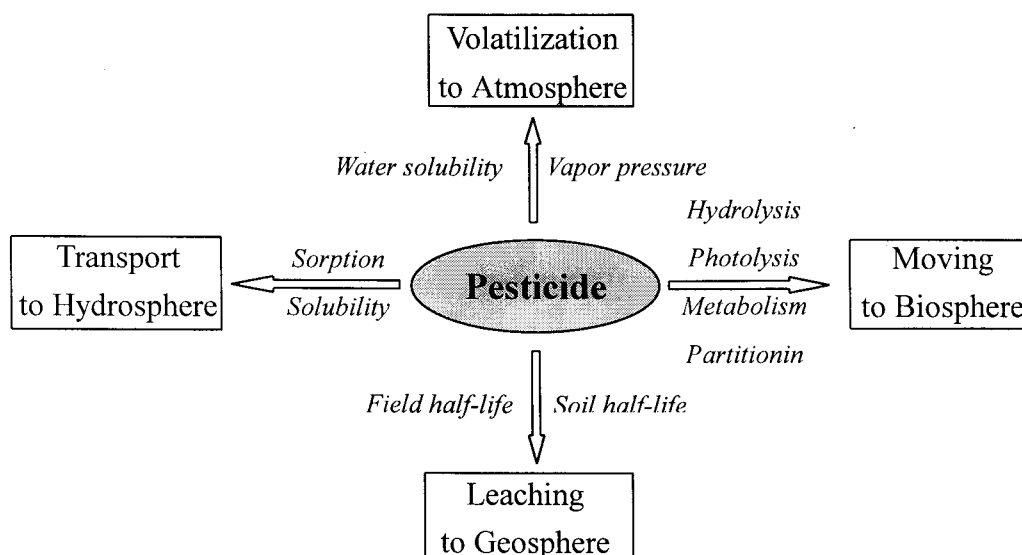 Volatilization
to Atmosphere
Water solubility
Vapor pressure
Hydrolysis
Transport
to Hydrosphere
Sorption
Solubility
Pesticide
Photolysis
Metabolism
Partitionin
Moving
to Biosphere
Field half-life
Soil half-life
Leaching
to Geosphere